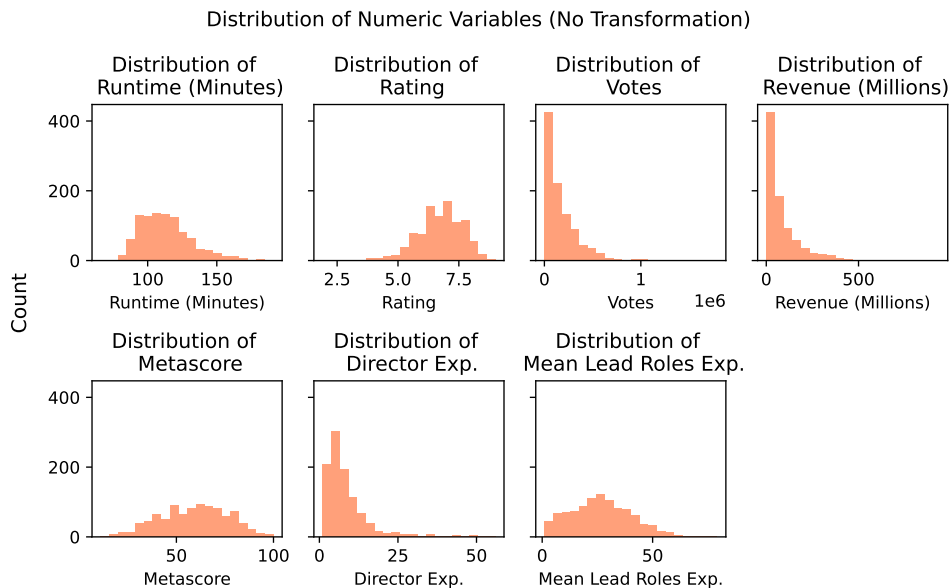 Distribution of Numeric Variables (No Transformation)
Distribution of
Runtime (Minutes)
Distribution of
Rating
Distribution of
Votes
Distribution of
Revenue (Millions)
400
200
0
100 150
2.5 5.0 7.5
0 1
1e6
0 500
Runtime (Minutes)
Rating
Votes
Revenue (Millions)
Count
Distribution of
Metascore
Distribution of
Director Exp.
Distribution of
Mean Lead Roles Exp.
400
200
0
50 100
0 25 50
0 50
Metascore
Director Exp.
Mean Lead Roles Exp.